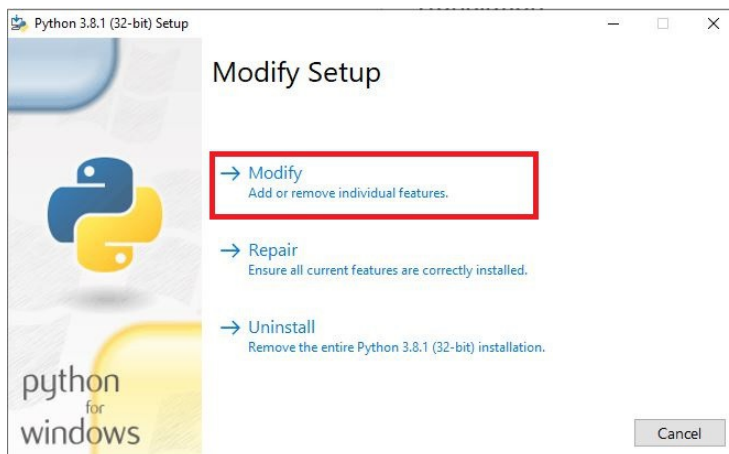 Python 3.8.1 (32-bit) Setup
Modify Setup
Modify
Add or remove individual features.
Repair
Ensure all current features are correctly installed.
Uninstall
Remove the entire Python 3.8.1 (32-bit) installation.
python
for
windows
Cancel